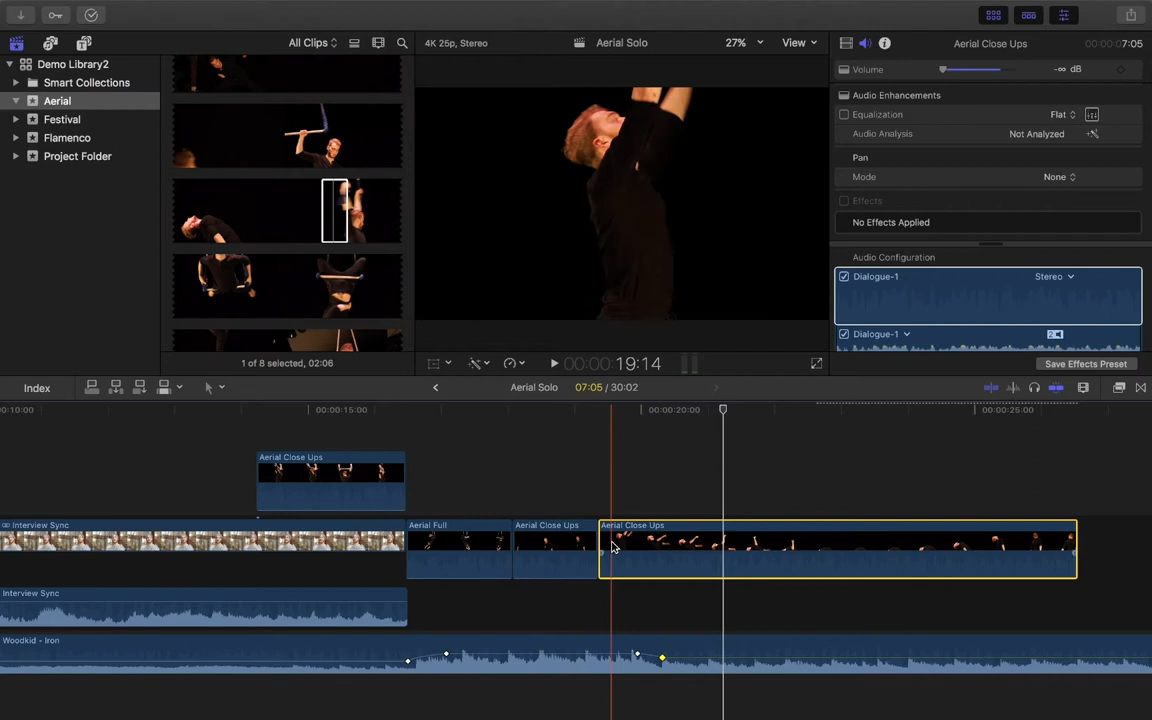 All Clips
4K 25p, Stereo
Aerial Solo
27%
View
Aerial Close Ups
00:00:07:05
Demo Library2
Smart Collections
Aerial
Festival
Flamenco
Project Folder
Volume
-∞ dB
Audio Enhancements
Equalization
Flat
Audio Analysis
Not Analyzed
Pan
Mode
None
Effects
No Effects Applied
Audio Configuration
Dialogue-1
Stereo
Dialogue-1
2
1 of 8 selected, 02:06
00:00:19:14
Save Effects Preset
Index
Aerial Solo
07:05 / 30:02
00:10:00
00:00:15:00
00:00:20:00
00:00:25:00
Aerial Close Ups
Interview Sync
Aerial Full
Aerial Close Ups
Aerial Close Ups
Interview Sync
Woodkid - Iron